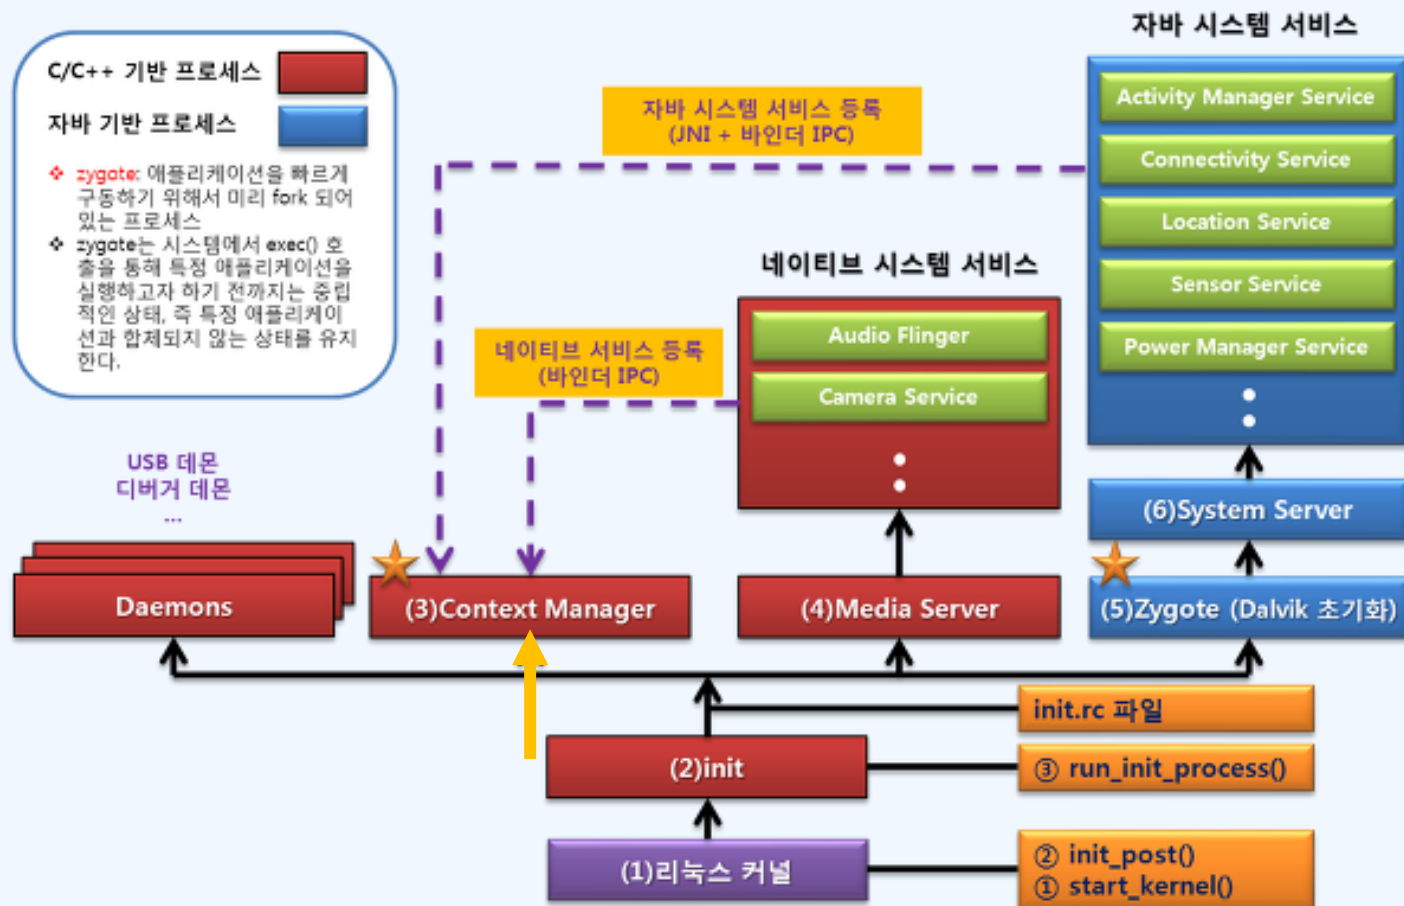 C/C++ 기반 프로세스
자바 기반 프로세스
❖ zygote: 애플리케이션을 빠르게
구동하기 위해서 미리 fork 되어
있는 프로세스
❖ zygote는 시스템에서 exec() 호
출을 통해 특정 애플리케이션을
실행하고자 하기 전까지는 중립
적인 상태, 즉 특정 애플리케이
션과 합체되지 않는 상태를 유지
한다.
자바 시스템 서비스
Activity Manager Service
Connectivity Service
Location Service
Sensor Service
Power Manager Service
자바 시스템 서비스 등록
(JNI + 바인더 IPC)
네이티브 시스템 서비스
Audio Flinger
Camera Service
네이티브 서비스 등록
(바인더 IPC)
USB 데몬
디버거 데몬
...
(6)System Server
Daemons
(3)Context Manager
(4)Media Server
(5)Zygote (Dalvik 초기화)
init.rc 파일
(2)init
③ run_init_process()
(1)리눅스 커널
② init_post()
① start_kernel()